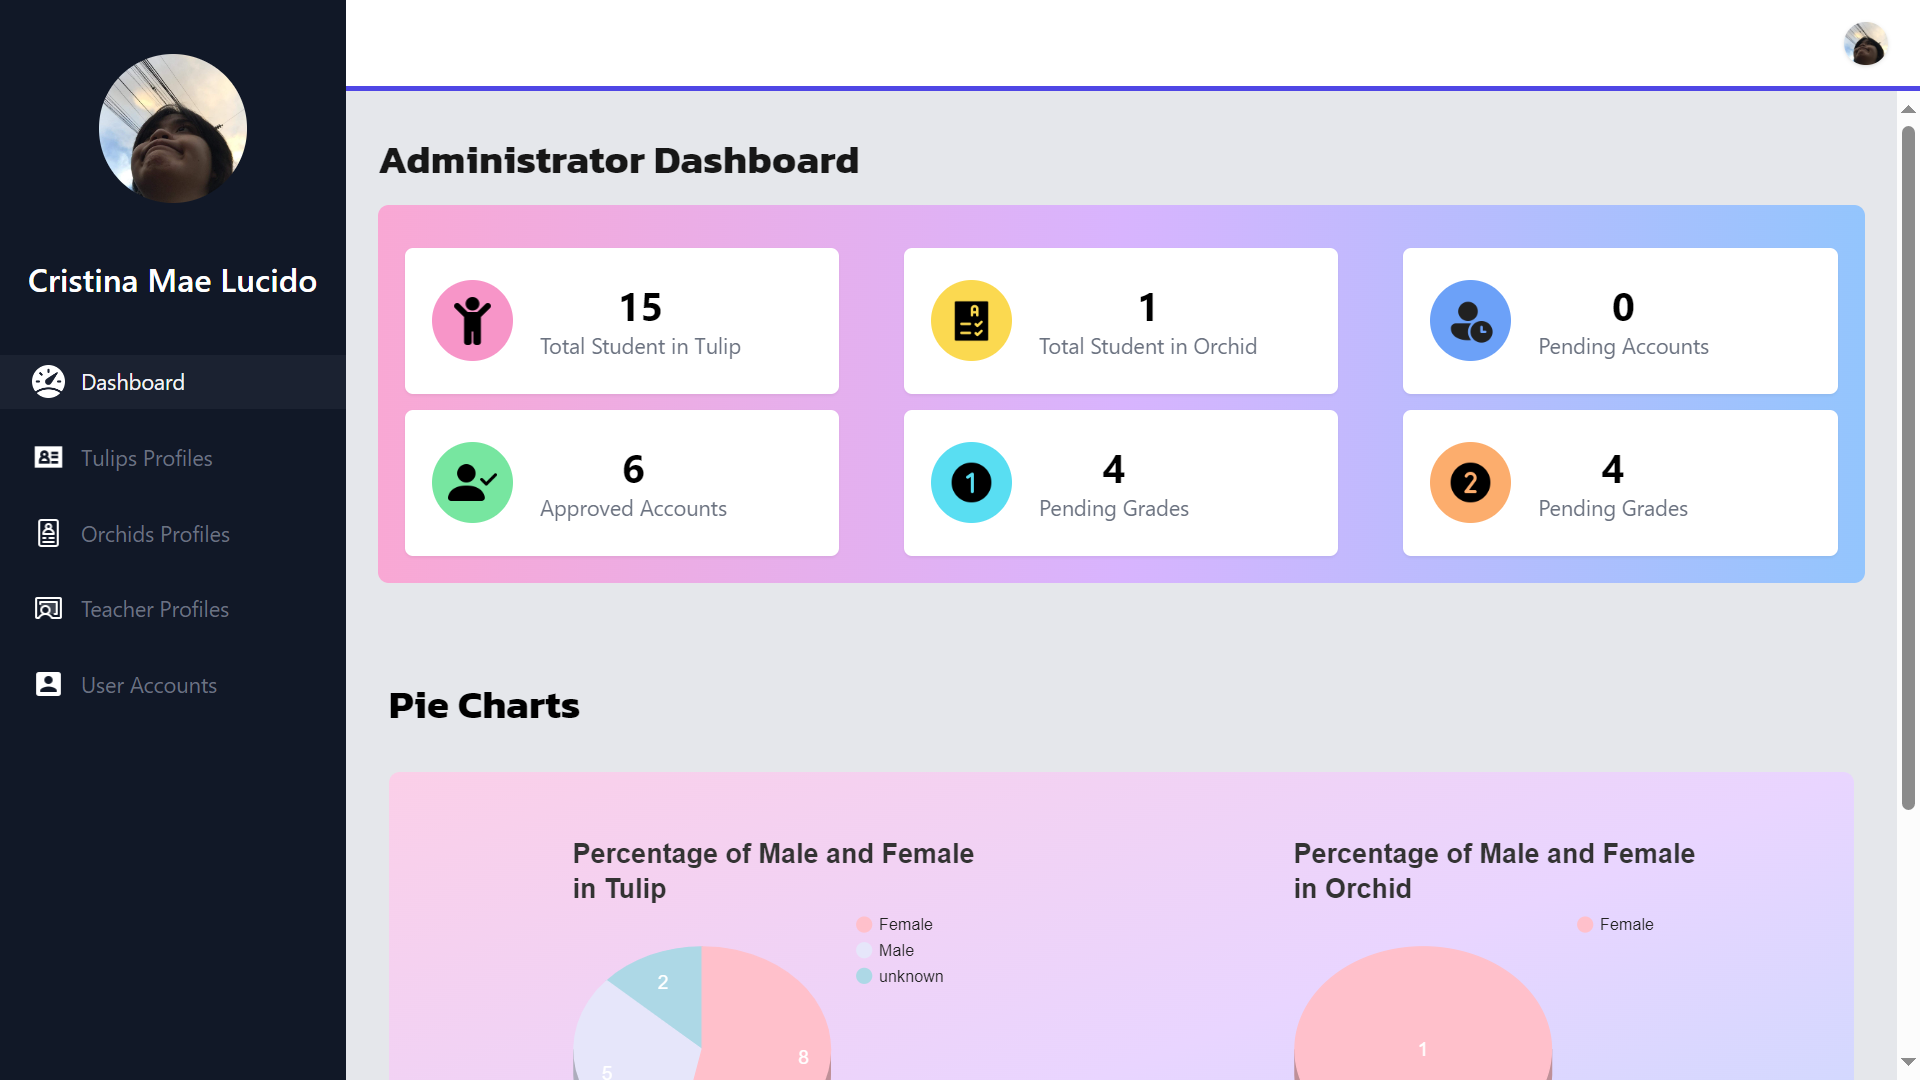 Cristina Mae Lucido
Dashboard
Tulips Profiles
Orchids Profiles
Teacher Profiles
User Accounts
Administrator Dashboard
15
Total Student in Tulip
1
Total Student in Orchid
0
Pending Accounts
6
Approved Accounts
1
4
Pending Grades
2
4
Pending Grades
Pie Charts
Percentage of Male and Female
in Tulip
Female
Male
unknown
2
8
5
Percentage of Male and Female
in Orchid
Female
1